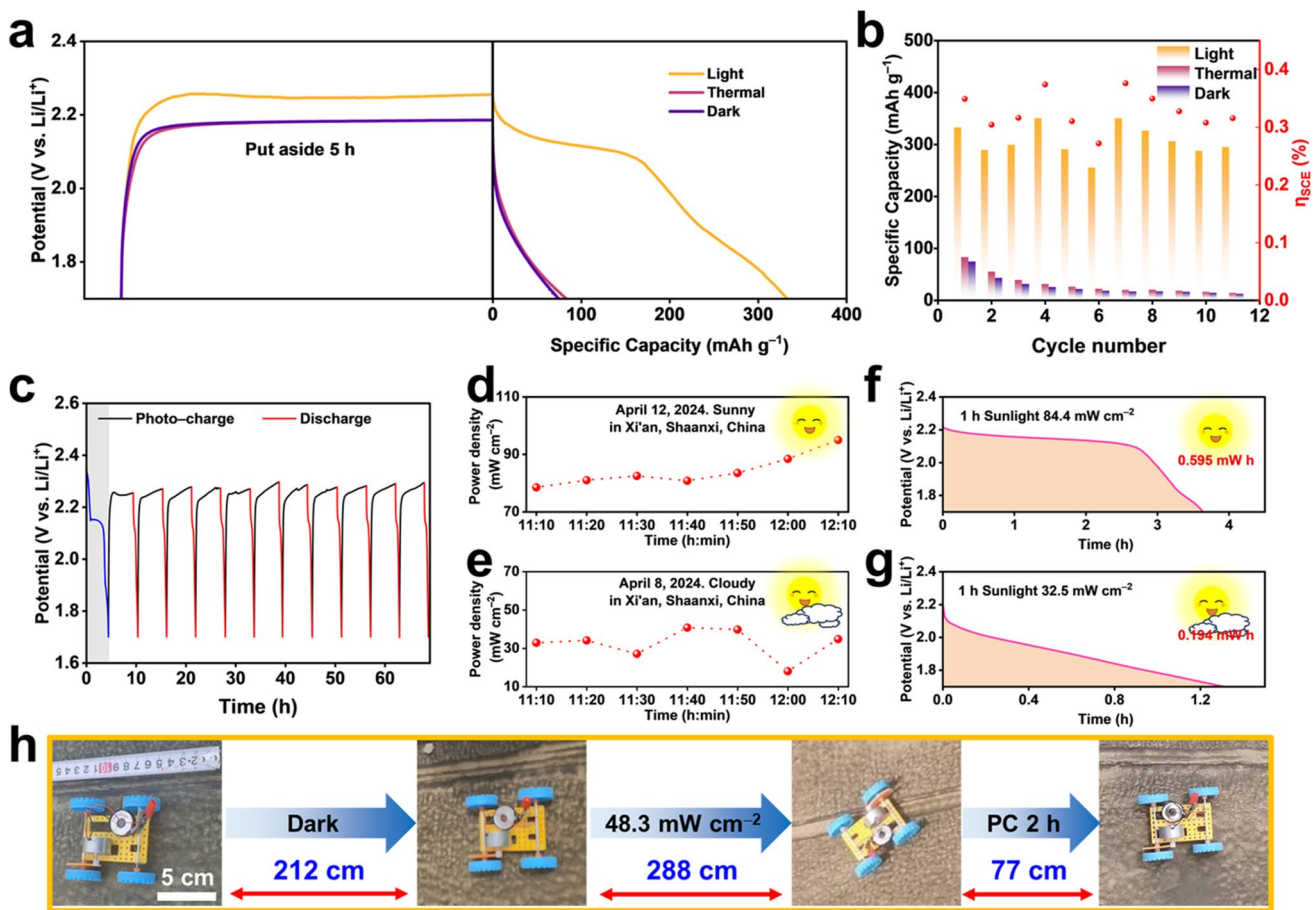 a
2.4
2.2
2.0
1.8
Potential (V vs. Li/Li⁺)
Light
Thermal
Dark
Put aside 5 h
0
100
200
300
400
Specific Capacity (mAh g⁻¹)
b
500
400
300
200
100
0
Specific Capacity (mAh g⁻¹)
Light
Thermal
Dark
0.4
0.3
0.2
0.1
0.0
ηSCE (%)
0
2
4
6
8
10
12
Cycle number
c
2.6
2.4
2.2
2.0
1.8
1.6
Potential (V vs. Li/Li⁺)
Photo–charge
Discharge
0
10
20
30
40
50
60
Time (h)
d
110
90
70
Power density
(mW cm⁻²)
April 12, 2024. Sunny
in Xi'an, Shaanxi, China
11:10
11:20
11:30
11:40
11:50
12:00
12:10
Time (h:min)
e
70
50
30
10
Power density
(mW cm⁻²)
April 8, 2024. Cloudy
in Xi'an, Shaanxi, China
11:10
11:20
11:30
11:40
11:50
12:00
12:10
Time (h:min)
f
2.4
2.2
2.0
1.8
Potential (V vs. Li/Li⁺)
1 h Sunlight 84.4 mW cm⁻²
0.595 mW h
0
1
2
3
4
Time (h)
g
2.4
2.2
2.0
1.8
Potential (V vs. Li/Li⁺)
1 h Sunlight 32.5 mW cm⁻²
0.194 mW h
0.0
0.4
0.8
1.2
Time (h)
h
5 cm
Dark
212 cm
48.3 mW cm⁻²
288 cm
PC 2 h
77 cm